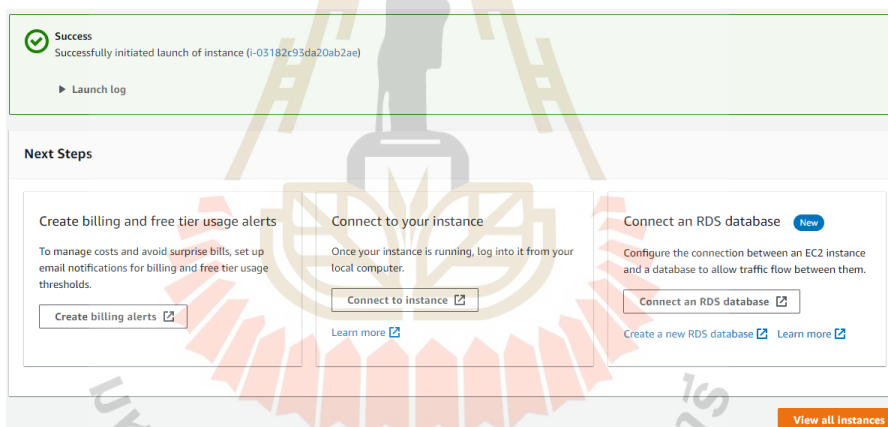 Success
Successfully initiated launch of instance (i-03182c93da20ab2ae)
Launch log
Next Steps
Create billing and free tier usage alerts
To manage costs and avoid surprise bills, set up
email notifications for billing and free tier usage
thresholds.
Create billing alerts
Connect to your instance
Once your instance is running, log into it from your
local computer.
Connect to instance
Learn more
Connect an RDS database New
Configure the connection between an EC2 instance
and a database to allow traffic flow between them.
Connect an RDS database
Create a new RDS database Learn more
View all instances